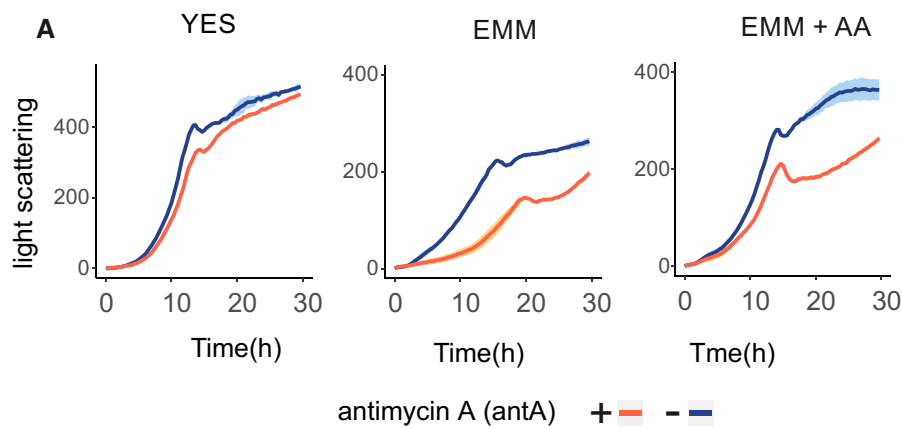 A
YES
EMM
EMM + AA
light scattering
400
200
0
0 10 20 30
Time(h)
400
200
0
0 10 20 30
Time(h)
400
200
0
0 10 20 30
Tme(h)
antimycin A (antA) + -